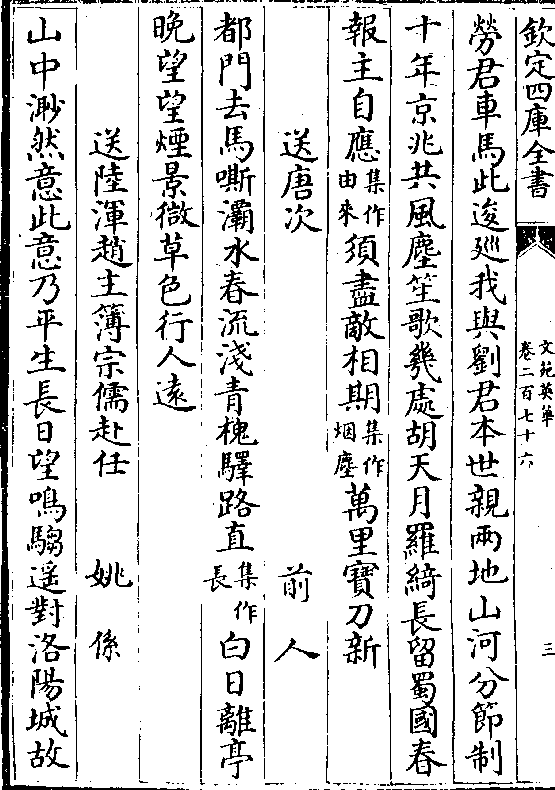 欽定四庫全書
文苑英華
卷二百七十六
三
勞君車馬此逡廵我與劉君本世親兩地山河分節制
十年京兆共風塵笙歌幾處胡天月羅綺長留蜀國春
報主自應集作由來須盡敵相期集作堙塵萬里寶刀新
送唐次 前人
都門去馬嘶灞水春流淺青槐驛路直集作長白日離亭
晩望望煙景微草色行人遠
送陸渾趙主簿宗儒赴任 姚係
山中渺然意此意乃平生長日望鳴騶遥對洛陽城故